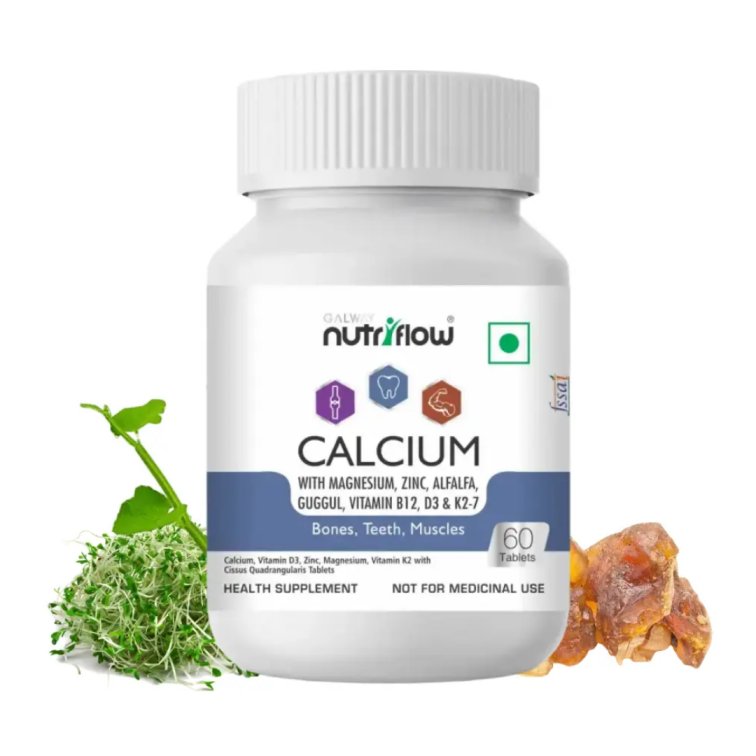 GALWAY
nutriflow®
fssai
CALCIUM
WITH MAGNESIUM, ZINC, ALFALFA,
GUGGUL, VITAMIN B12, D3 & K2-7
Bones, Teeth, Muscles
60
Tablets
Calcium, Vitamin D3, Zinc, Magnesium, Vitamin K2 with
Cissus Quadrangularis Tablets
HEALTH SUPPLEMENT NOT FOR MEDICINAL USE